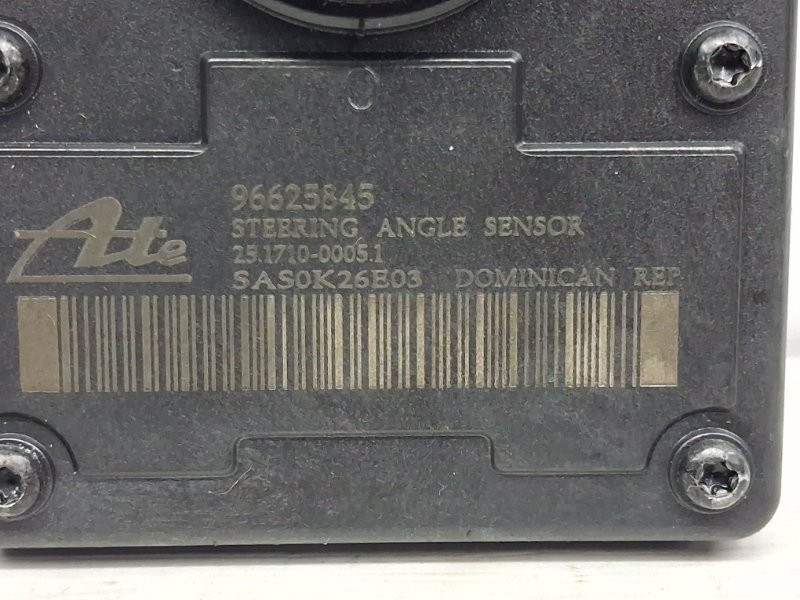 96625845
Ate
STEERING ANGLE SENSOR
25.1710-0005.1
SAS0K26E03 DOMINICAN REP.